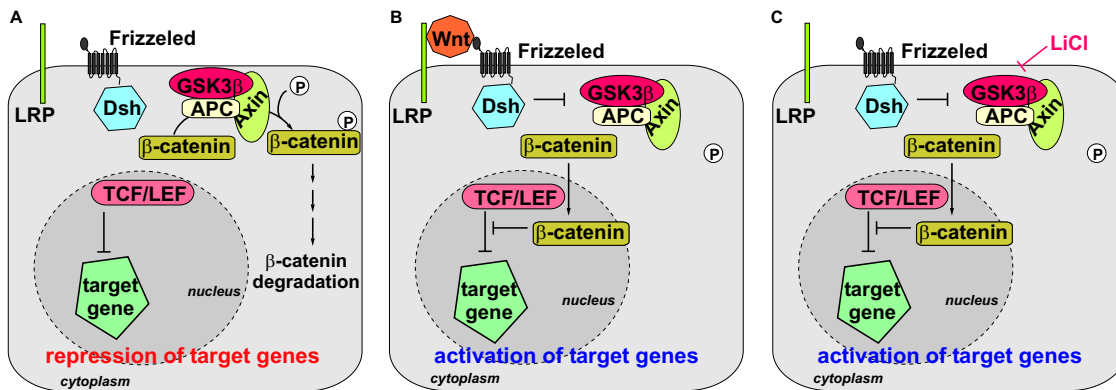 A
Frizzeled
LRP
Dsh
GSK3β
APC
Axin
P
P
β-catenin
β-catenin
TCF/LEF
target
gene
nucleus
β-catenin
degradation
repression of target genes
cytoplasm
B
Wnt
Frizzeled
LRP
Dsh
GSK3β
APC
Axin
P
β-catenin
TCF/LEF
β-catenin
target
gene
nucleus
activation of target genes
cytoplasm
C
LiCl
Frizzeled
LRP
Dsh
GSK3β
APC
Axin
P
β-catenin
TCF/LEF
β-catenin
target
gene
nucleus
activation of target genes
cytoplasm